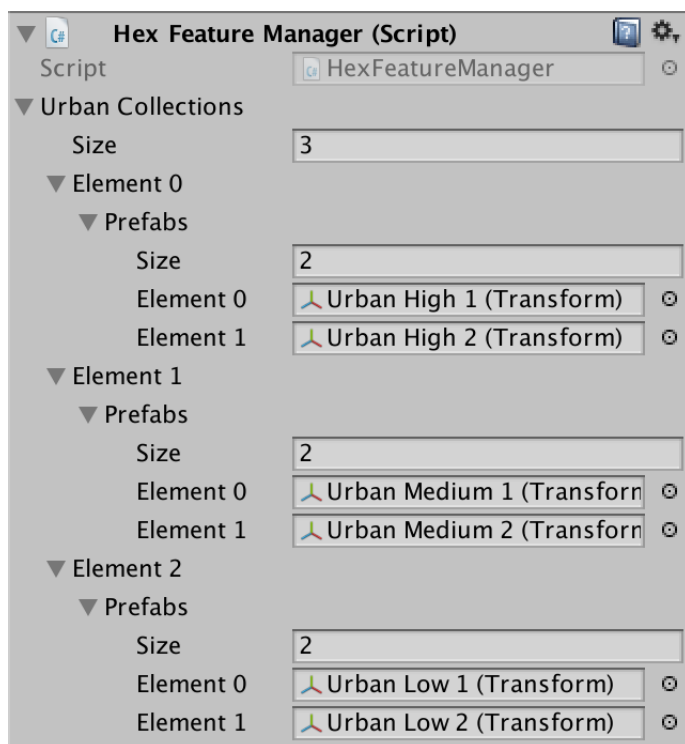 Hex Feature Manager (Script)
Script HexFeatureManager
Urban Collections
Size 3
Element 0
Prefabs
Size 2
Element 0 Urban High 1 (Transform)
Element 1 Urban High 2 (Transform)
Element 1
Prefabs
Size 2
Element 0 Urban Medium 1 (Transforn
Element 1 Urban Medium 2 (Transforn
Element 2
Prefabs
Size 2
Element 0 Urban Low 1 (Transform)
Element 1 Urban Low 2 (Transform)